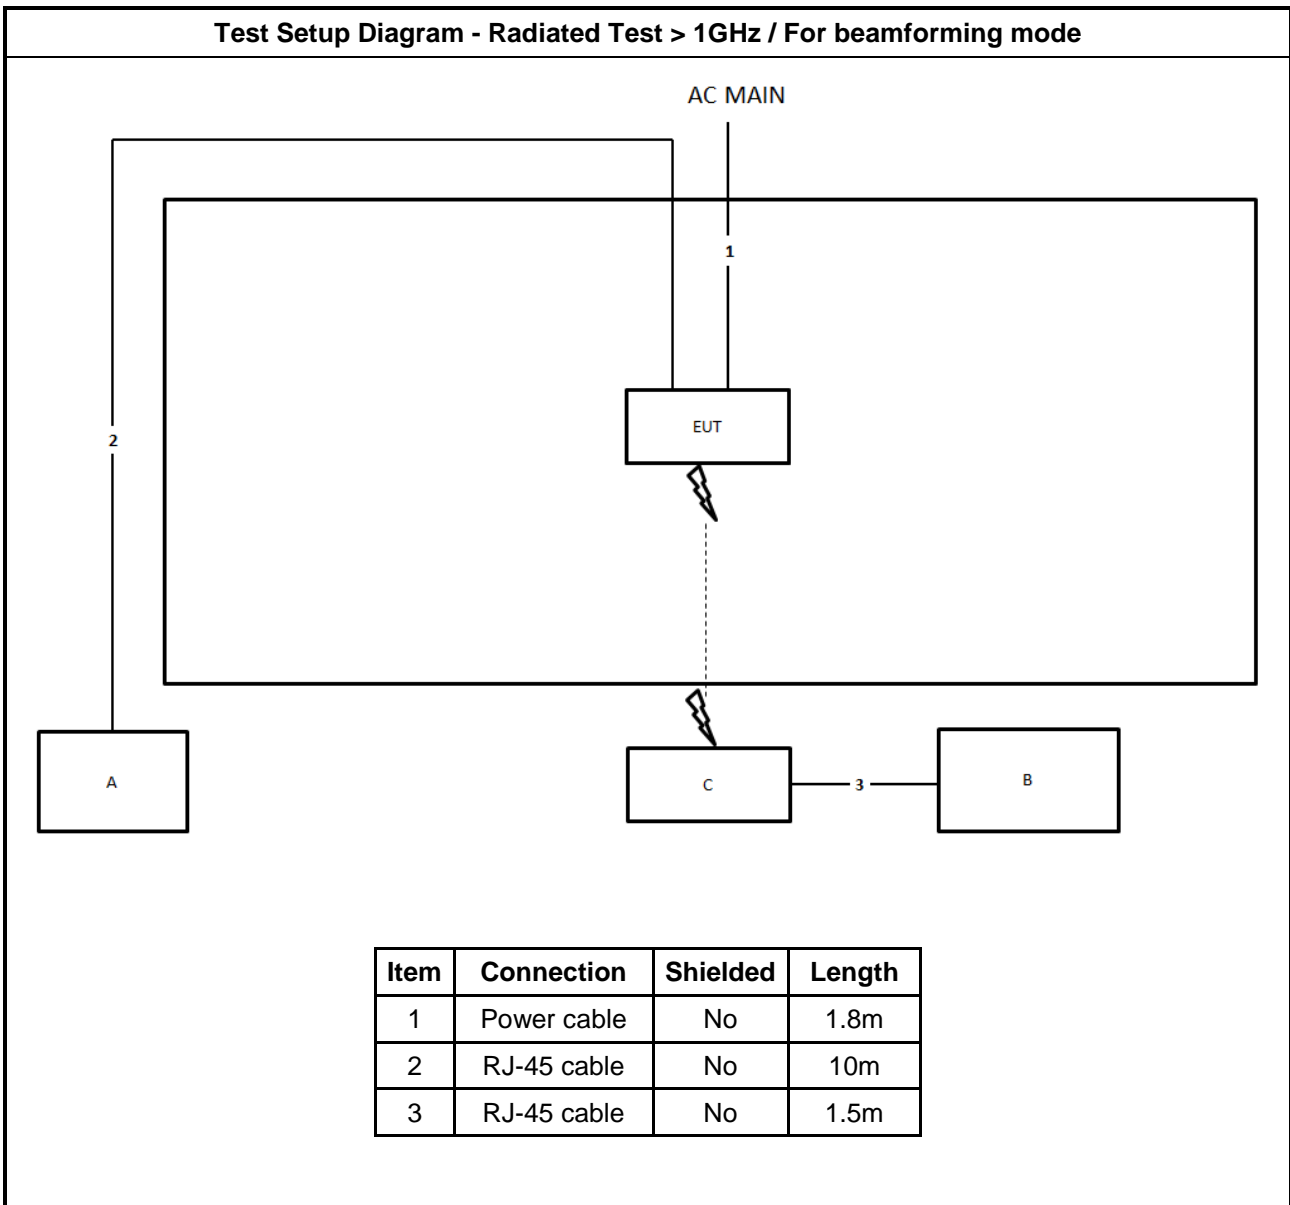 Test Setup Diagram - Radiated Test > 1GHz / For beamforming mode
AC MAIN
1
EUT
2
A
C
3
B
Item Connection Shielded Length
1 Power cable No 1.8m
2 RJ-45 cable No 10m
3 RJ-45 cable No 1.5m